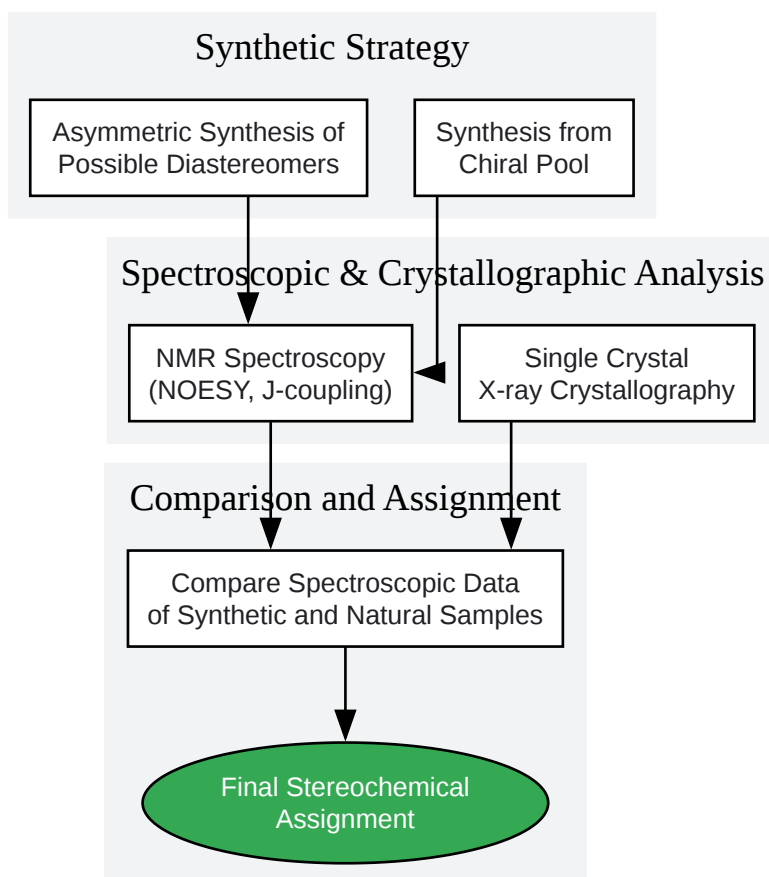 Synthetic Strategy
Asymmetric Synthesis of
Possible Diastereomers
Synthesis from
Chiral Pool
Spectroscopic & Crystallographic Analysis
NMR Spectroscopy
(NOESY, J-coupling)
Single Crystal
X-ray Crystallography
Comparison and Assignment
Compare Spectroscopic Data
of Synthetic and Natural Samples
Final Stereochemical
Assignment